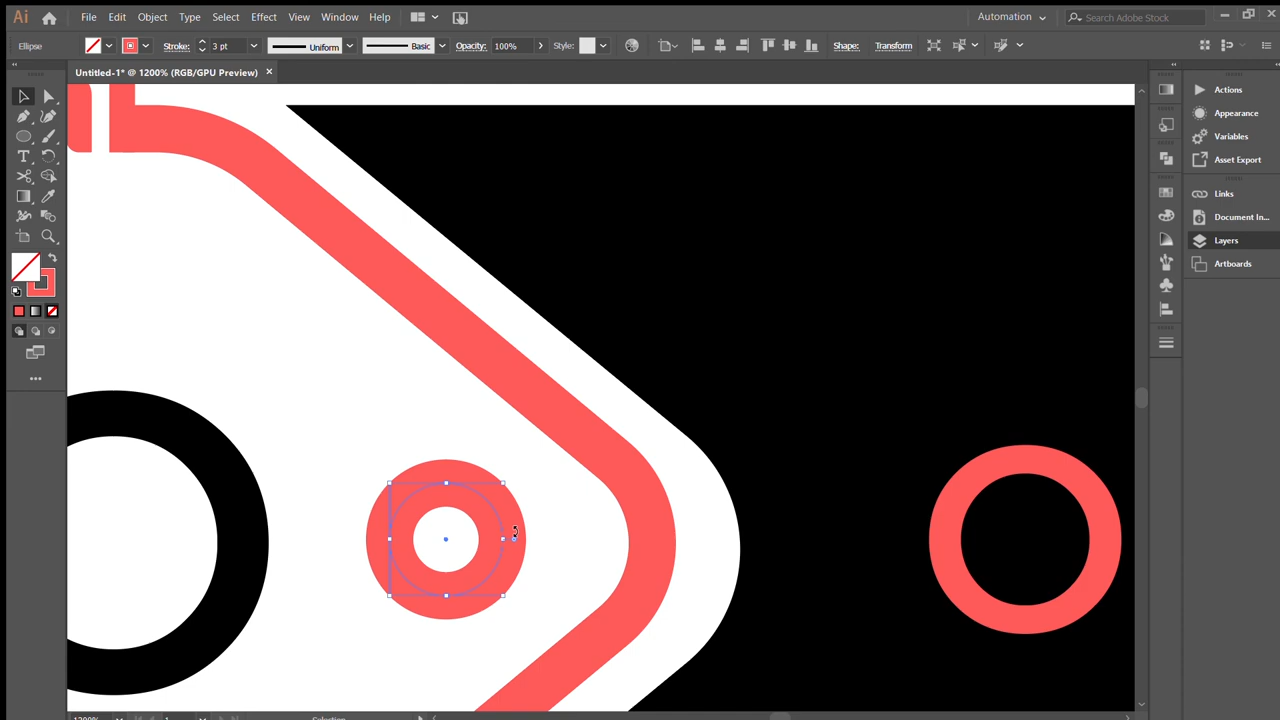 Ai File Edit Object Type Select Effect View Window Help Automation Search Adobe Stock
Ellipse Stroke: 3 pt Uniform Basic Opacity: 100% Style: Shape: Transform
Untitled-1* @ 1200% (RGB/GPU Preview)
Actions
Appearance
Variables
Asset Export
Links
Document In...
Layers
Artboards
1200% 1 Selection